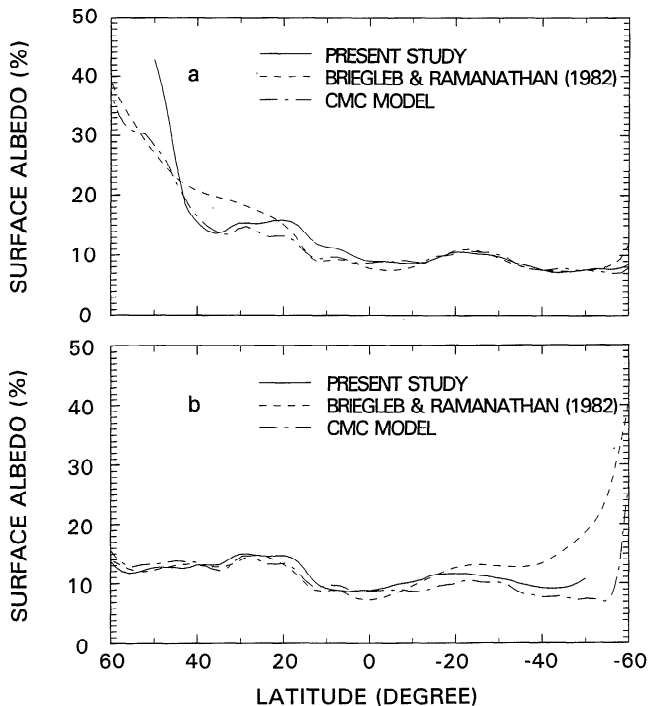 50
40
30
20
10
0
SURFACE ALBEDO (%)
a
PRESENT STUDY
BRIEGLEB & RAMANATHAN (1982)
CMC MODEL
50
40
30
20
10
0
SURFACE ALBEDO (%)
b
PRESENT STUDY
BRIEGLEB & RAMANATHAN (1982)
CMC MODEL
60 40 20 0 -20 -40 -60
LATITUDE (DEGREE)